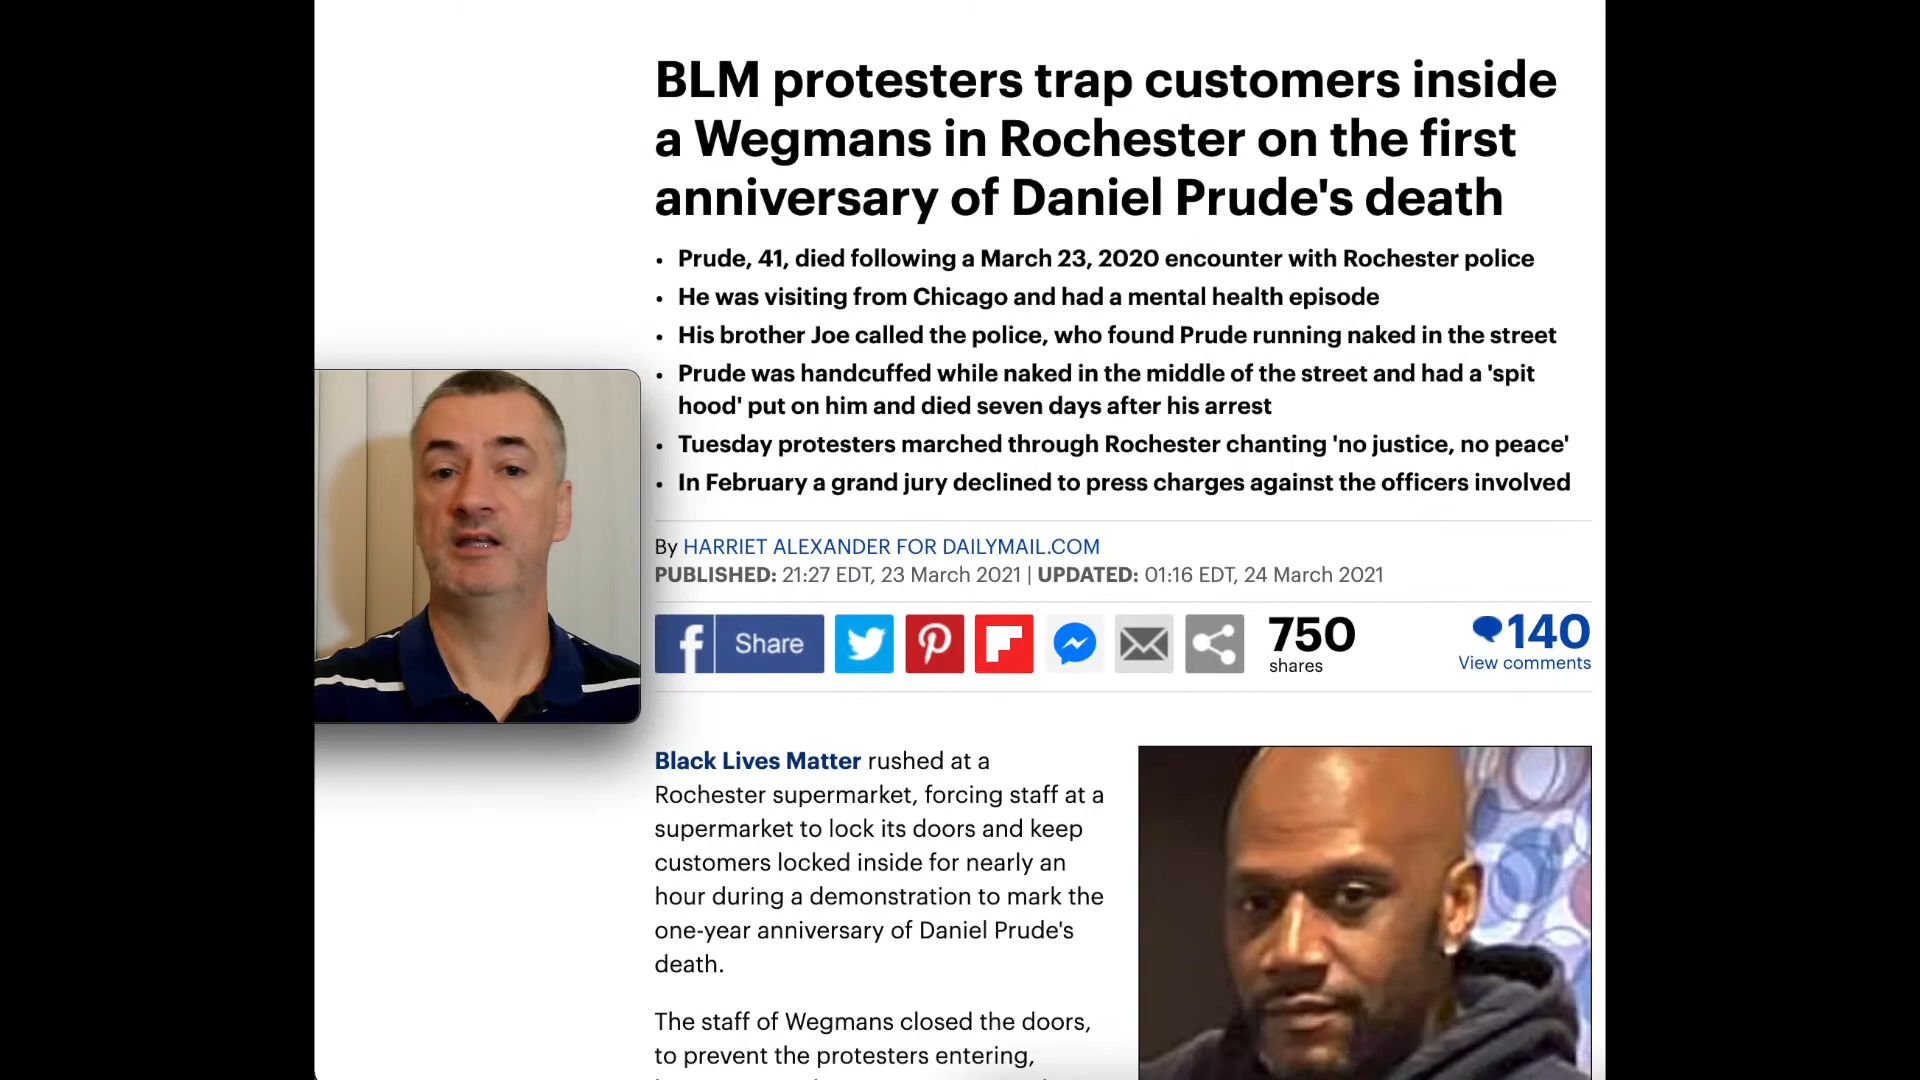 BLM protesters trap customers inside
a Wegmans in Rochester on the first
anniversary of Daniel Prude's death
• Prude, 41, died following a March 23, 2020 encounter with Rochester police
• He was visiting from Chicago and had a mental health episode
• His brother Joe called the police, who found Prude running naked in the street
• Prude was handcuffed while naked in the middle of the street and had a 'spit
hood' put on him and died seven days after his arrest
• Tuesday protesters marched through Rochester chanting 'no justice, no peace'
• In February a grand jury declined to press charges against the officers involved
By HARRIET ALEXANDER FOR DAILYMAIL.COM
PUBLISHED: 21:27 EDT, 23 March 2021 | UPDATED: 01:16 EDT, 24 March 2021
f Share
750
shares
140
View comments
Black Lives Matter rushed at a
Rochester supermarket, forcing staff at a
supermarket to lock its doors and keep
customers locked inside for nearly an
hour during a demonstration to mark the
one-year anniversary of Daniel Prude's
death.
The staff of Wegmans closed the doors,
to prevent the protesters entering,